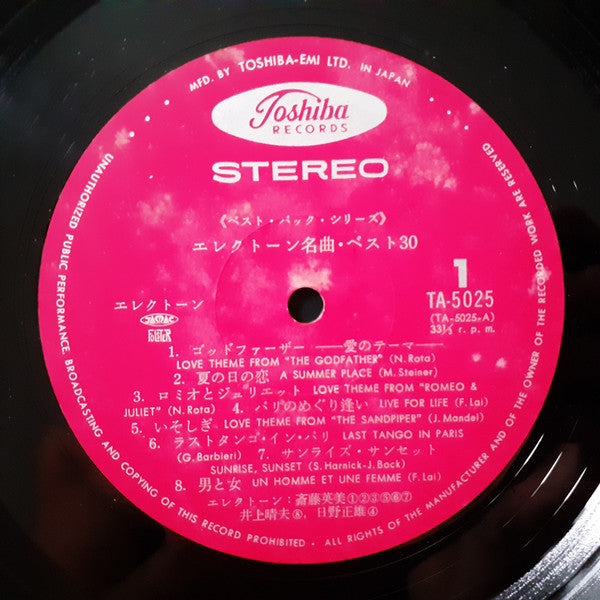 MFD. BY TOSHIBA-EMI LTD. IN JAPAN
Toshiba
RECORDS
STEREO
《ベスト・パック・シリーズ》
エレクトーン名曲・ベスト30
1
TA-5025
(TA-5025-A)
33⅓ r. p. m.
エレクトーン
JASRAC
POLITER
1. ゴッドファーザー ──愛のテーマ──
LOVE THEME FROM "THE GODFATHER" (N. Rota)
2. 夏の日の恋 A SUMMER PLACE (M. Steiner)
3. ロミオとジュリエット LOVE THEME FROM "ROMEO &
JULIET" (N. Rota) 4. パリのめぐり逢い LIVE FOR LIFE (F. Lai)
5. いそしぎ LOVE THEME FROM "THE SANDPIPER" (J. Mandel)
6. ラストタンゴ・イン・パリ LAST TANGO IN PARIS
(G. Barbieri) 7. サンライズ・サンセット
SUNRISE, SUNSET (S. Harnick-J. Bock)
8. 男と女 UN HOMME ET UNE FEMME (F. Lai)
エレクトーン：斎藤英美①②③⑤⑥⑦
井上晴夫⑧，日野正雄④
UNAUTHORIZED PUBLIC PERFORMANCE, BROADCASTING AND COPYING OF THIS RECORD PROHIBITED • ALL RIGHTS OF THE MANUFACTURER AND OF THE OWNER OF THE RECORDED WORK ARE RESERVED